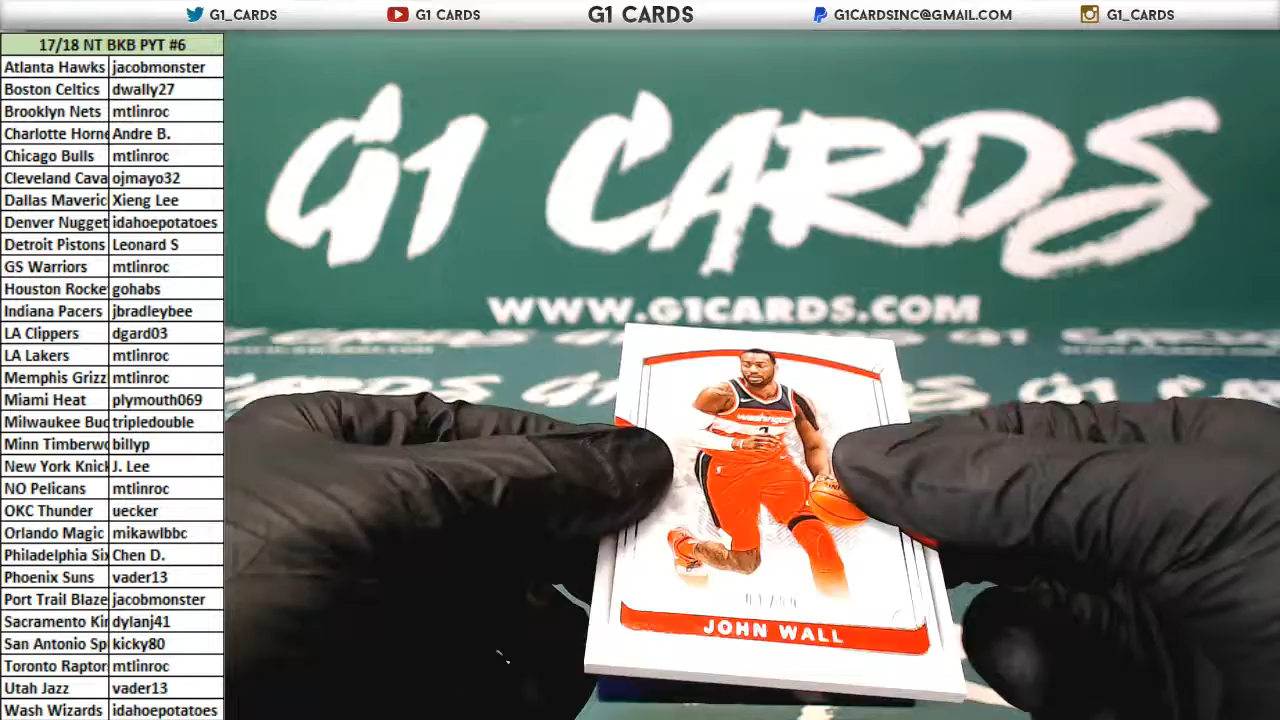 G1_CARDS
G1 CARDS
G1 CARDS
G1CARDSINC@GMAIL.COM
G1_CARDS
17/18 NT BKB PYT #6
Atlanta Hawks jacobmonster
Boston Celtics dwally27
Brooklyn Nets mtlinroc
Charlotte Horne Andre B.
Chicago Bulls mtlinroc
Cleveland Cava ojmayo32
Dallas Maveric Xieng Lee
Denver Nugget idahoepotatoes
Detroit Pistons Leonard S
GS Warriors mtlinroc
Houston Rocke gohabs
Indiana Pacers jbradleybee
LA Clippers dgard03
LA Lakers mtlinroc
Memphis Grizz mtlinroc
Miami Heat plymouth069
Milwaukee Buc tripledouble
Minn Timberwo billyp
New York Knick J. Lee
NO Pelicans mtlinroc
OKC Thunder uecker
Orlando Magic mikawlbbc
Philadelphia Six Chen D.
Phoenix Suns vader13
Port Trail Blaze jacobmonster
Sacramento Kin dylanj41
San Antonio Sp kicky80
Toronto Raptor mtlinroc
Utah Jazz vader13
Wash Wizards idahoepotatoes
G1 CARDS
WWW.G1CARDS.COM
JOHN WALL